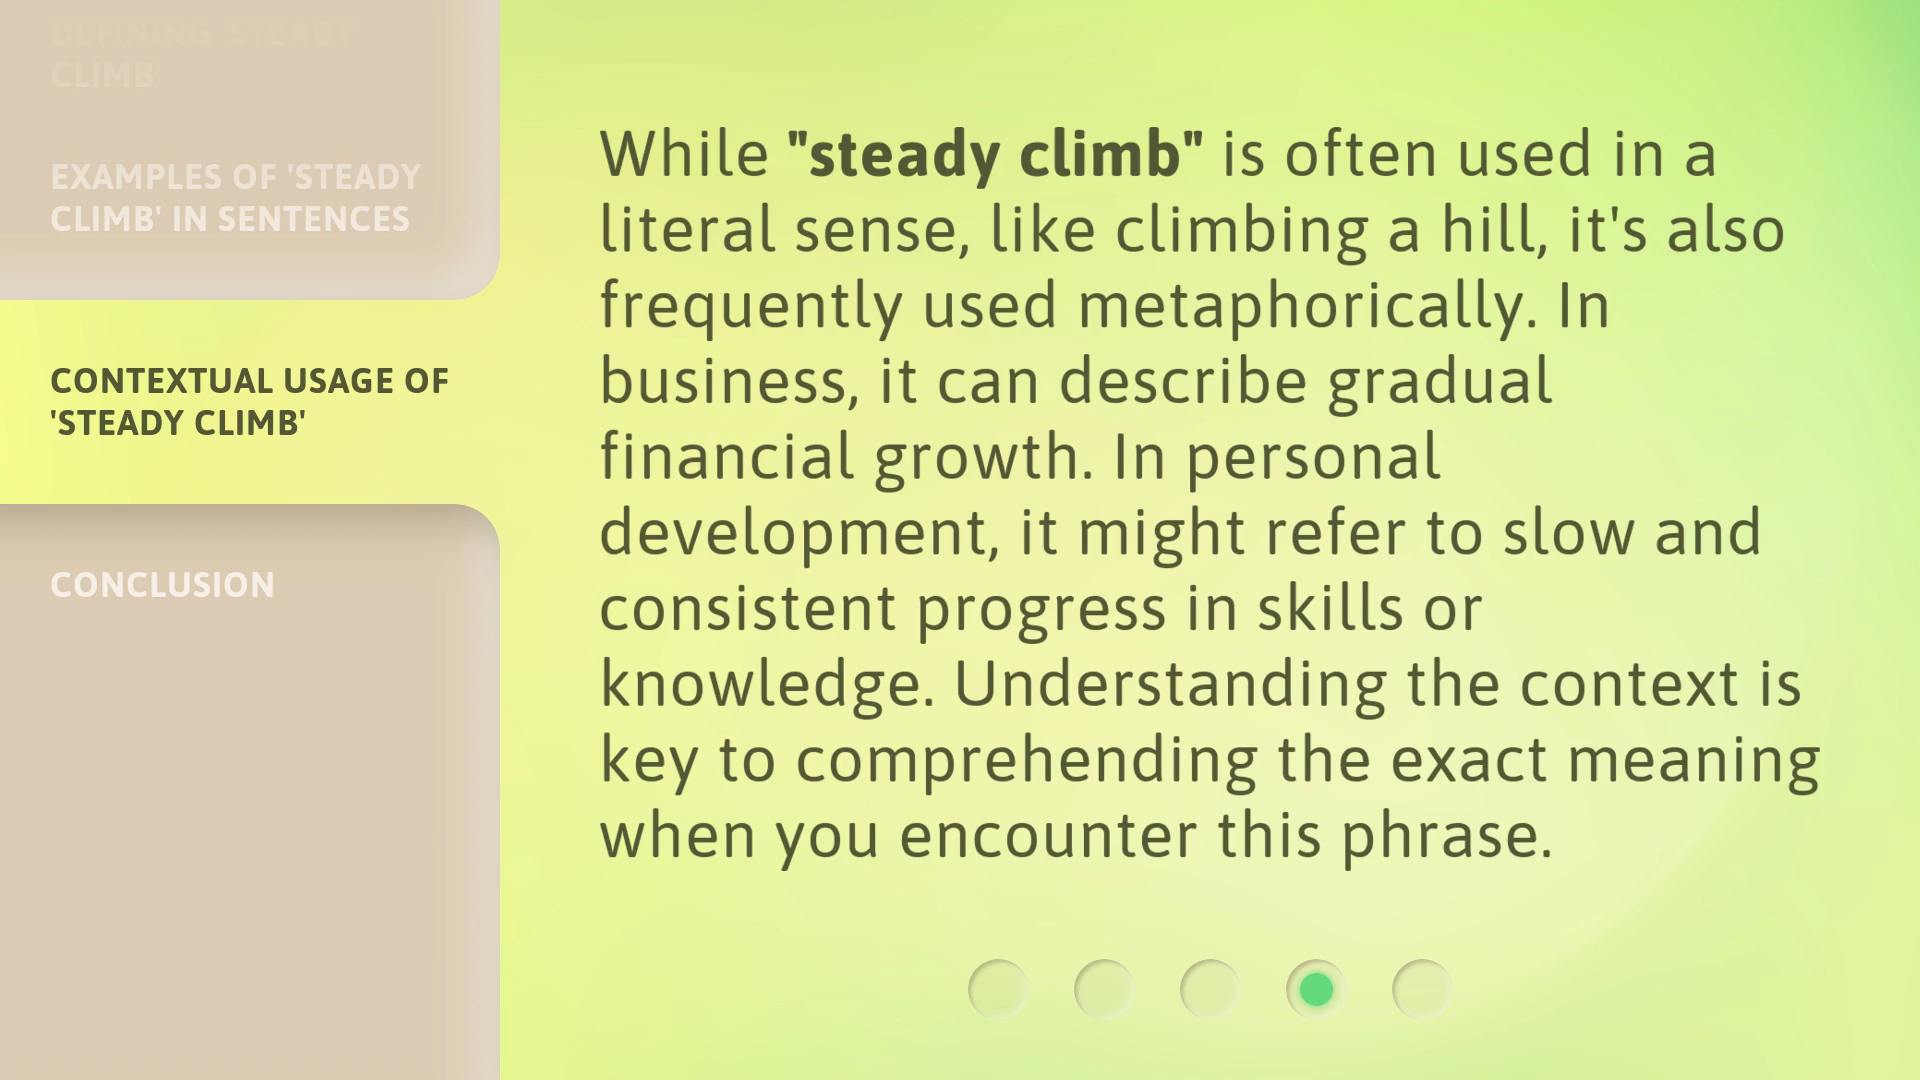 DEFINING 'STEADY
CLIMB'
EXAMPLES OF 'STEADY
CLIMB' IN SENTENCES
CONTEXTUAL USAGE OF
'STEADY CLIMB'
CONCLUSION
While "steady climb" is often used in a
literal sense, like climbing a hill, it's also
frequently used metaphorically. In
business, it can describe gradual
financial growth. In personal
development, it might refer to slow and
consistent progress in skills or
knowledge. Understanding the context is
key to comprehending the exact meaning
when you encounter this phrase.